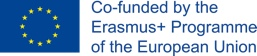 Co-funded by the
Erasmus+ Programme
of the European Union